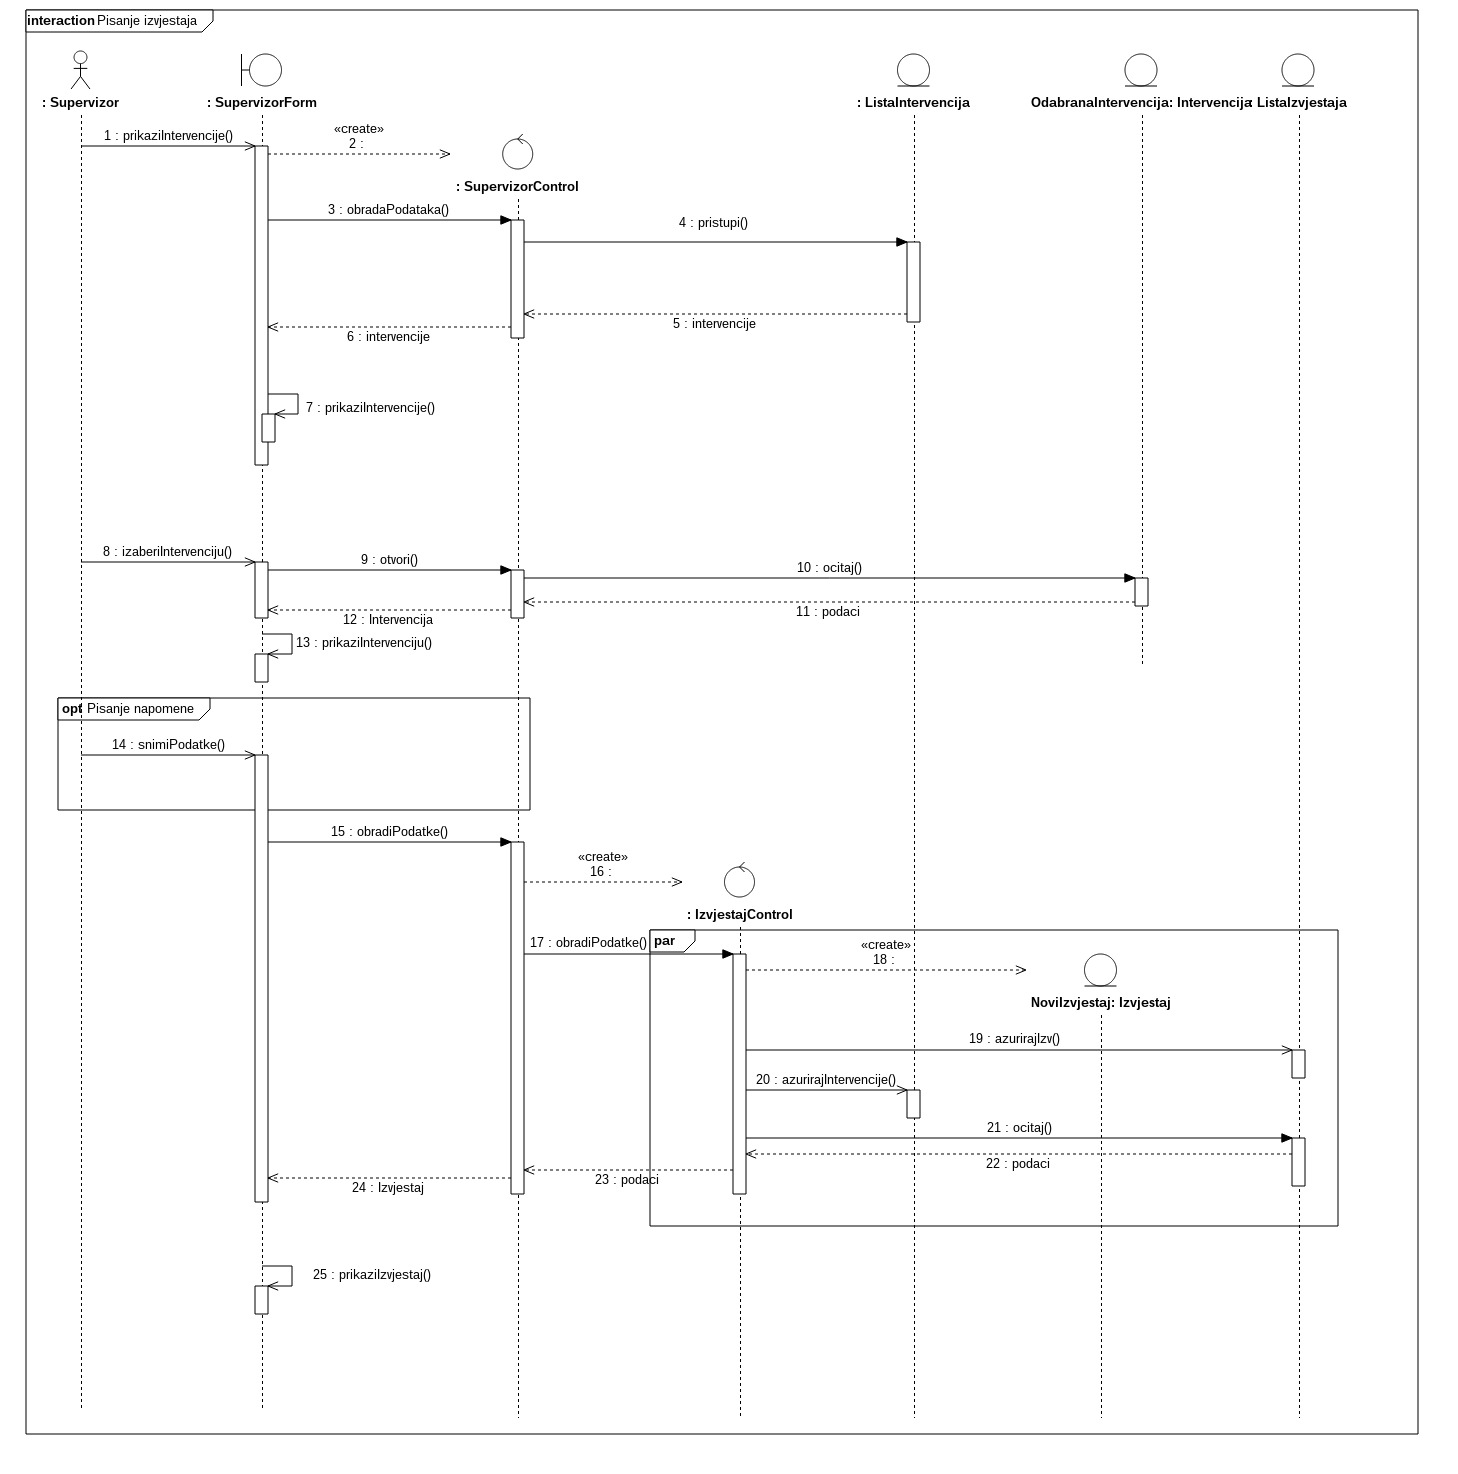 interaction Pisanje izvjestaja
: Supervizor
: SupervizorForm
: ListaIntervencija
OdabranaIntervencija: Intervencija
: ListaIzvjestaja
1 : prikaziIntervencije()
«create»
2 :
: SupervizorControl
3 : obradaPodataka()
4 : pristupi()
5 : intervencije
6 : intervencije
7 : prikaziIntervencije()
8 : izaberiIntervenciju()
9 : otvori()
10 : ocitaj()
11 : podaci
12 : Intervencija
13 : prikaziIntervenciju()
opt Pisanje napomene
14 : snimiPodatke()
15 : obradiPodatke()
«create»
16 :
: IzvjestajControl
17 : obradiPodatke()
par
«create»
18 :
NoviIzvjestaj: Izvjestaj
19 : azurirajIzv()
20 : azurirajIntervencije()
21 : ocitaj()
22 : podaci
23 : podaci
24 : Izvjestaj
25 : prikaziIzvjestaj()